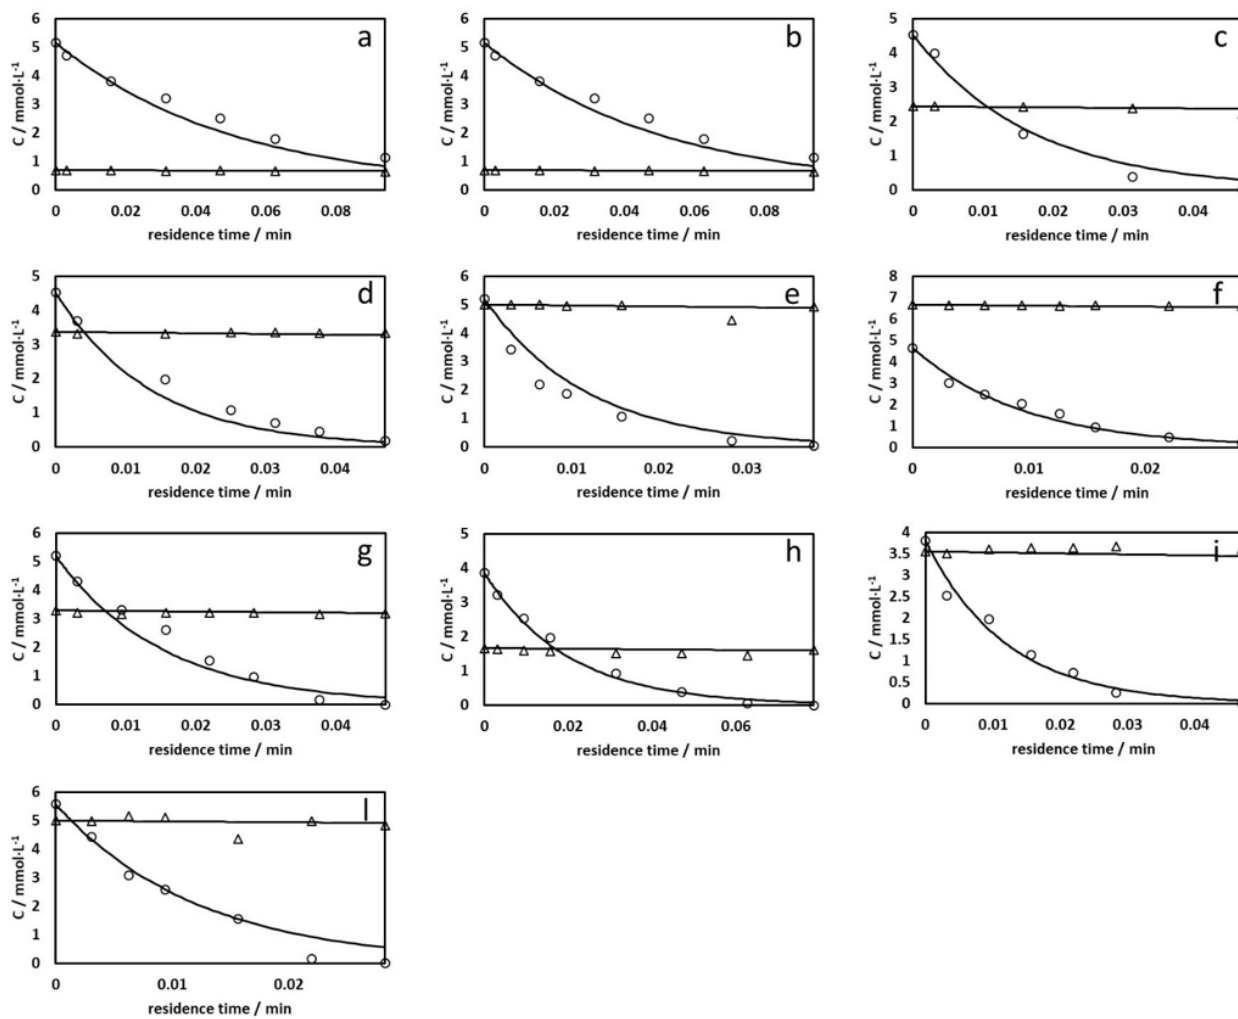 a
C / mmol·L⁻¹
6
5
4
3
2
1
0
0 0.02 0.04 0.06 0.08
residence time / min
b
C / mmol·L⁻¹
6
5
4
3
2
1
0
0 0.02 0.04 0.06 0.08
residence time / min
c
C / mmol·L⁻¹
5
4
3
2
1
0
0 0.01 0.02 0.03 0.04
residence time / min
d
C / mmol·L⁻¹
5
4
3
2
1
0
0 0.01 0.02 0.03 0.04
residence time / min
e
C / mmol·L⁻¹
6
5
4
3
2
1
0
0 0.01 0.02 0.03
residence time / min
f
C / mmol·L⁻¹
8
7
6
5
4
3
2
1
0
0 0.01 0.02
residence time / min
g
C / mmol·L⁻¹
6
5
4
3
2
1
0
0 0.01 0.02 0.03 0.04
residence time / min
h
C / mmol·L⁻¹
5
4
3
2
1
0
0 0.02 0.04 0.06
residence time / min
i
C / mmol·L⁻¹
4
3.5
3
2.5
2
1.5
1
0.5
0
0 0.01 0.02 0.03 0.04
residence time / min
l
C / mmol·L⁻¹
6
5
4
3
2
1
0
0 0.01 0.02
residence time / min